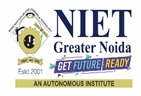 NIET
Greater Noida
GET FUTURE READY
Estd.2001
AN AUTONOMOUS INSTITUTE